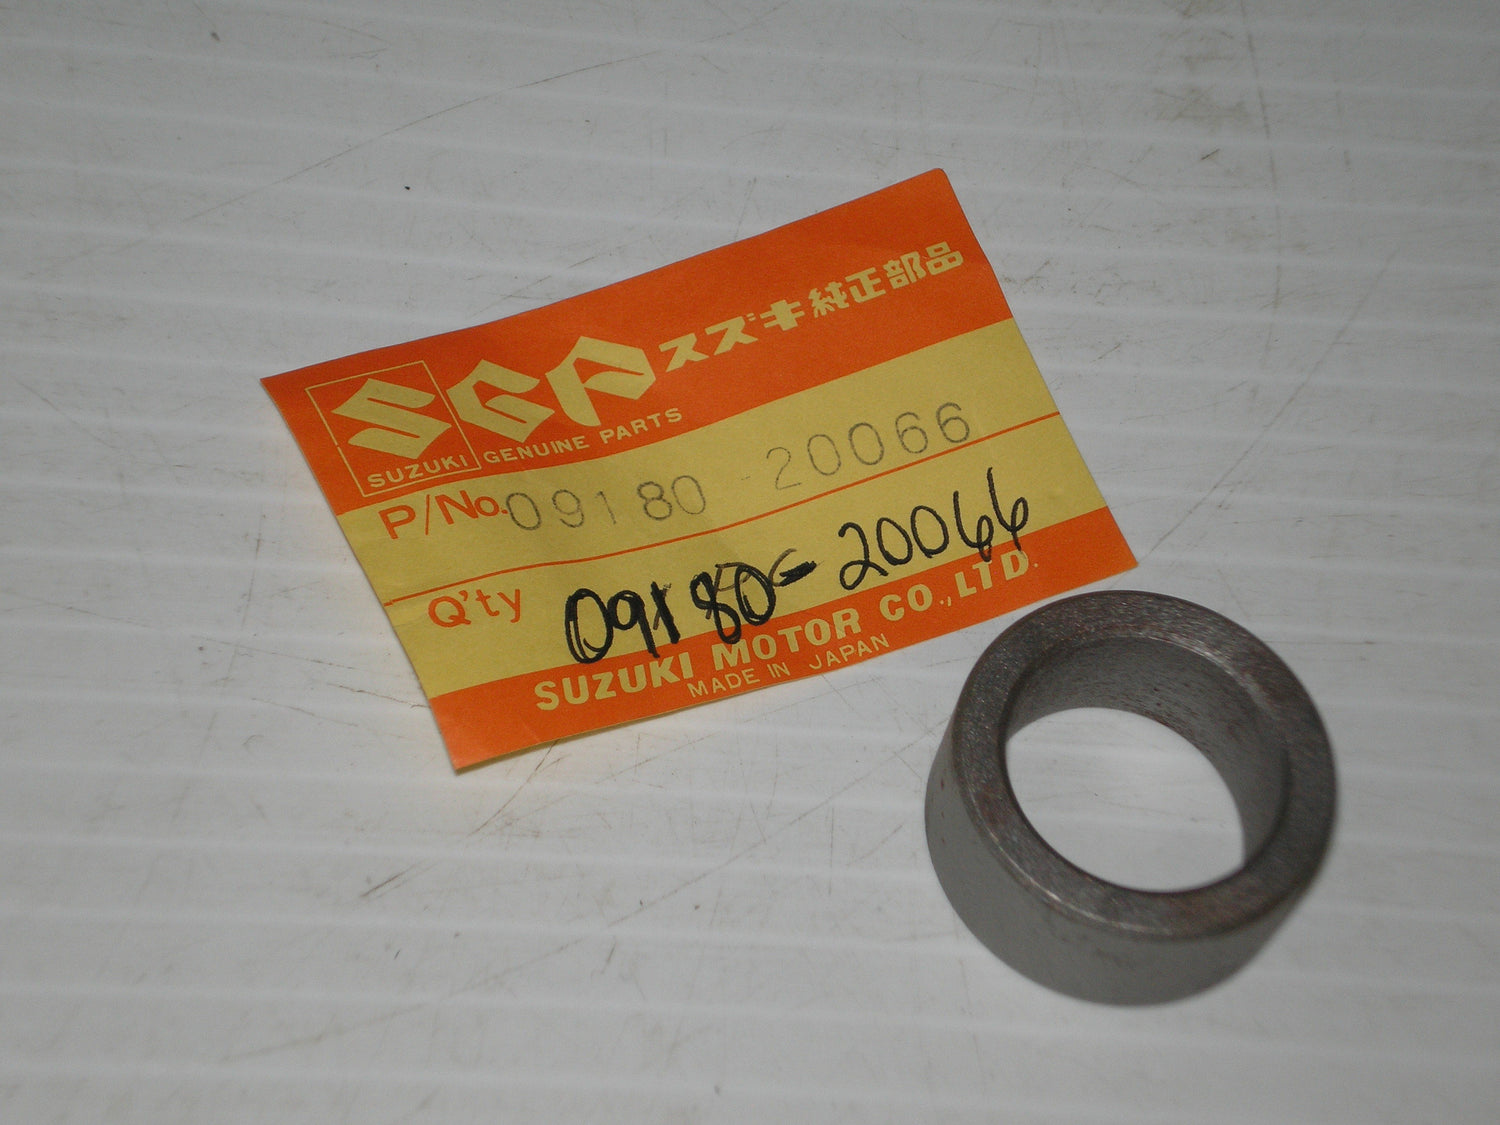 SGP スズキ純正部品
SUZUKI GENUINE PARTS
P/No. 09180-20066
Q'ty 09180-20066
SUZUKI MOTOR CO., LTD.
MADE IN JAPAN